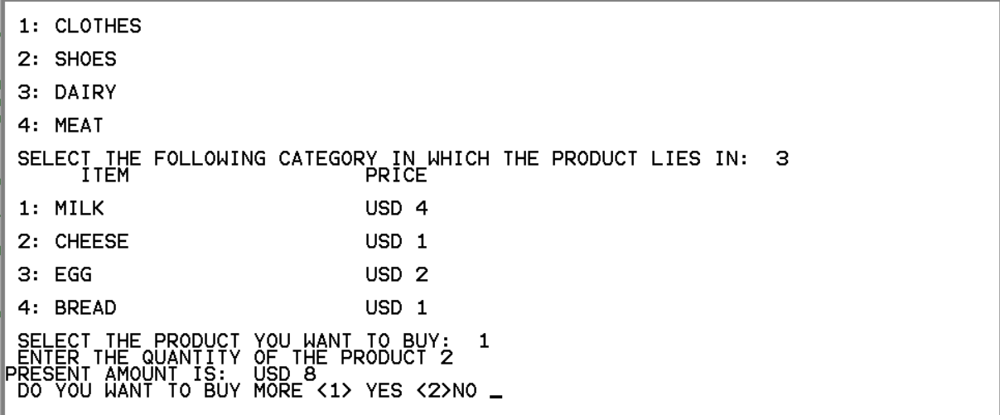 1: CLOTHES
2: SHOES
3: DAIRY
4: MEAT
SELECT THE FOLLOWING CATEGORY IN WHICH THE PRODUCT LIES IN: 3
ITEM PRICE
1: MILK USD 4
2: CHEESE USD 1
3: EGG USD 2
4: BREAD USD 1
SELECT THE PRODUCT YOU WANT TO BUY: 1
ENTER THE QUANTITY OF THE PRODUCT 2
PRESENT AMOUNT IS: USD 8
DO YOU WANT TO BUY MORE <1> YES <2>NO _